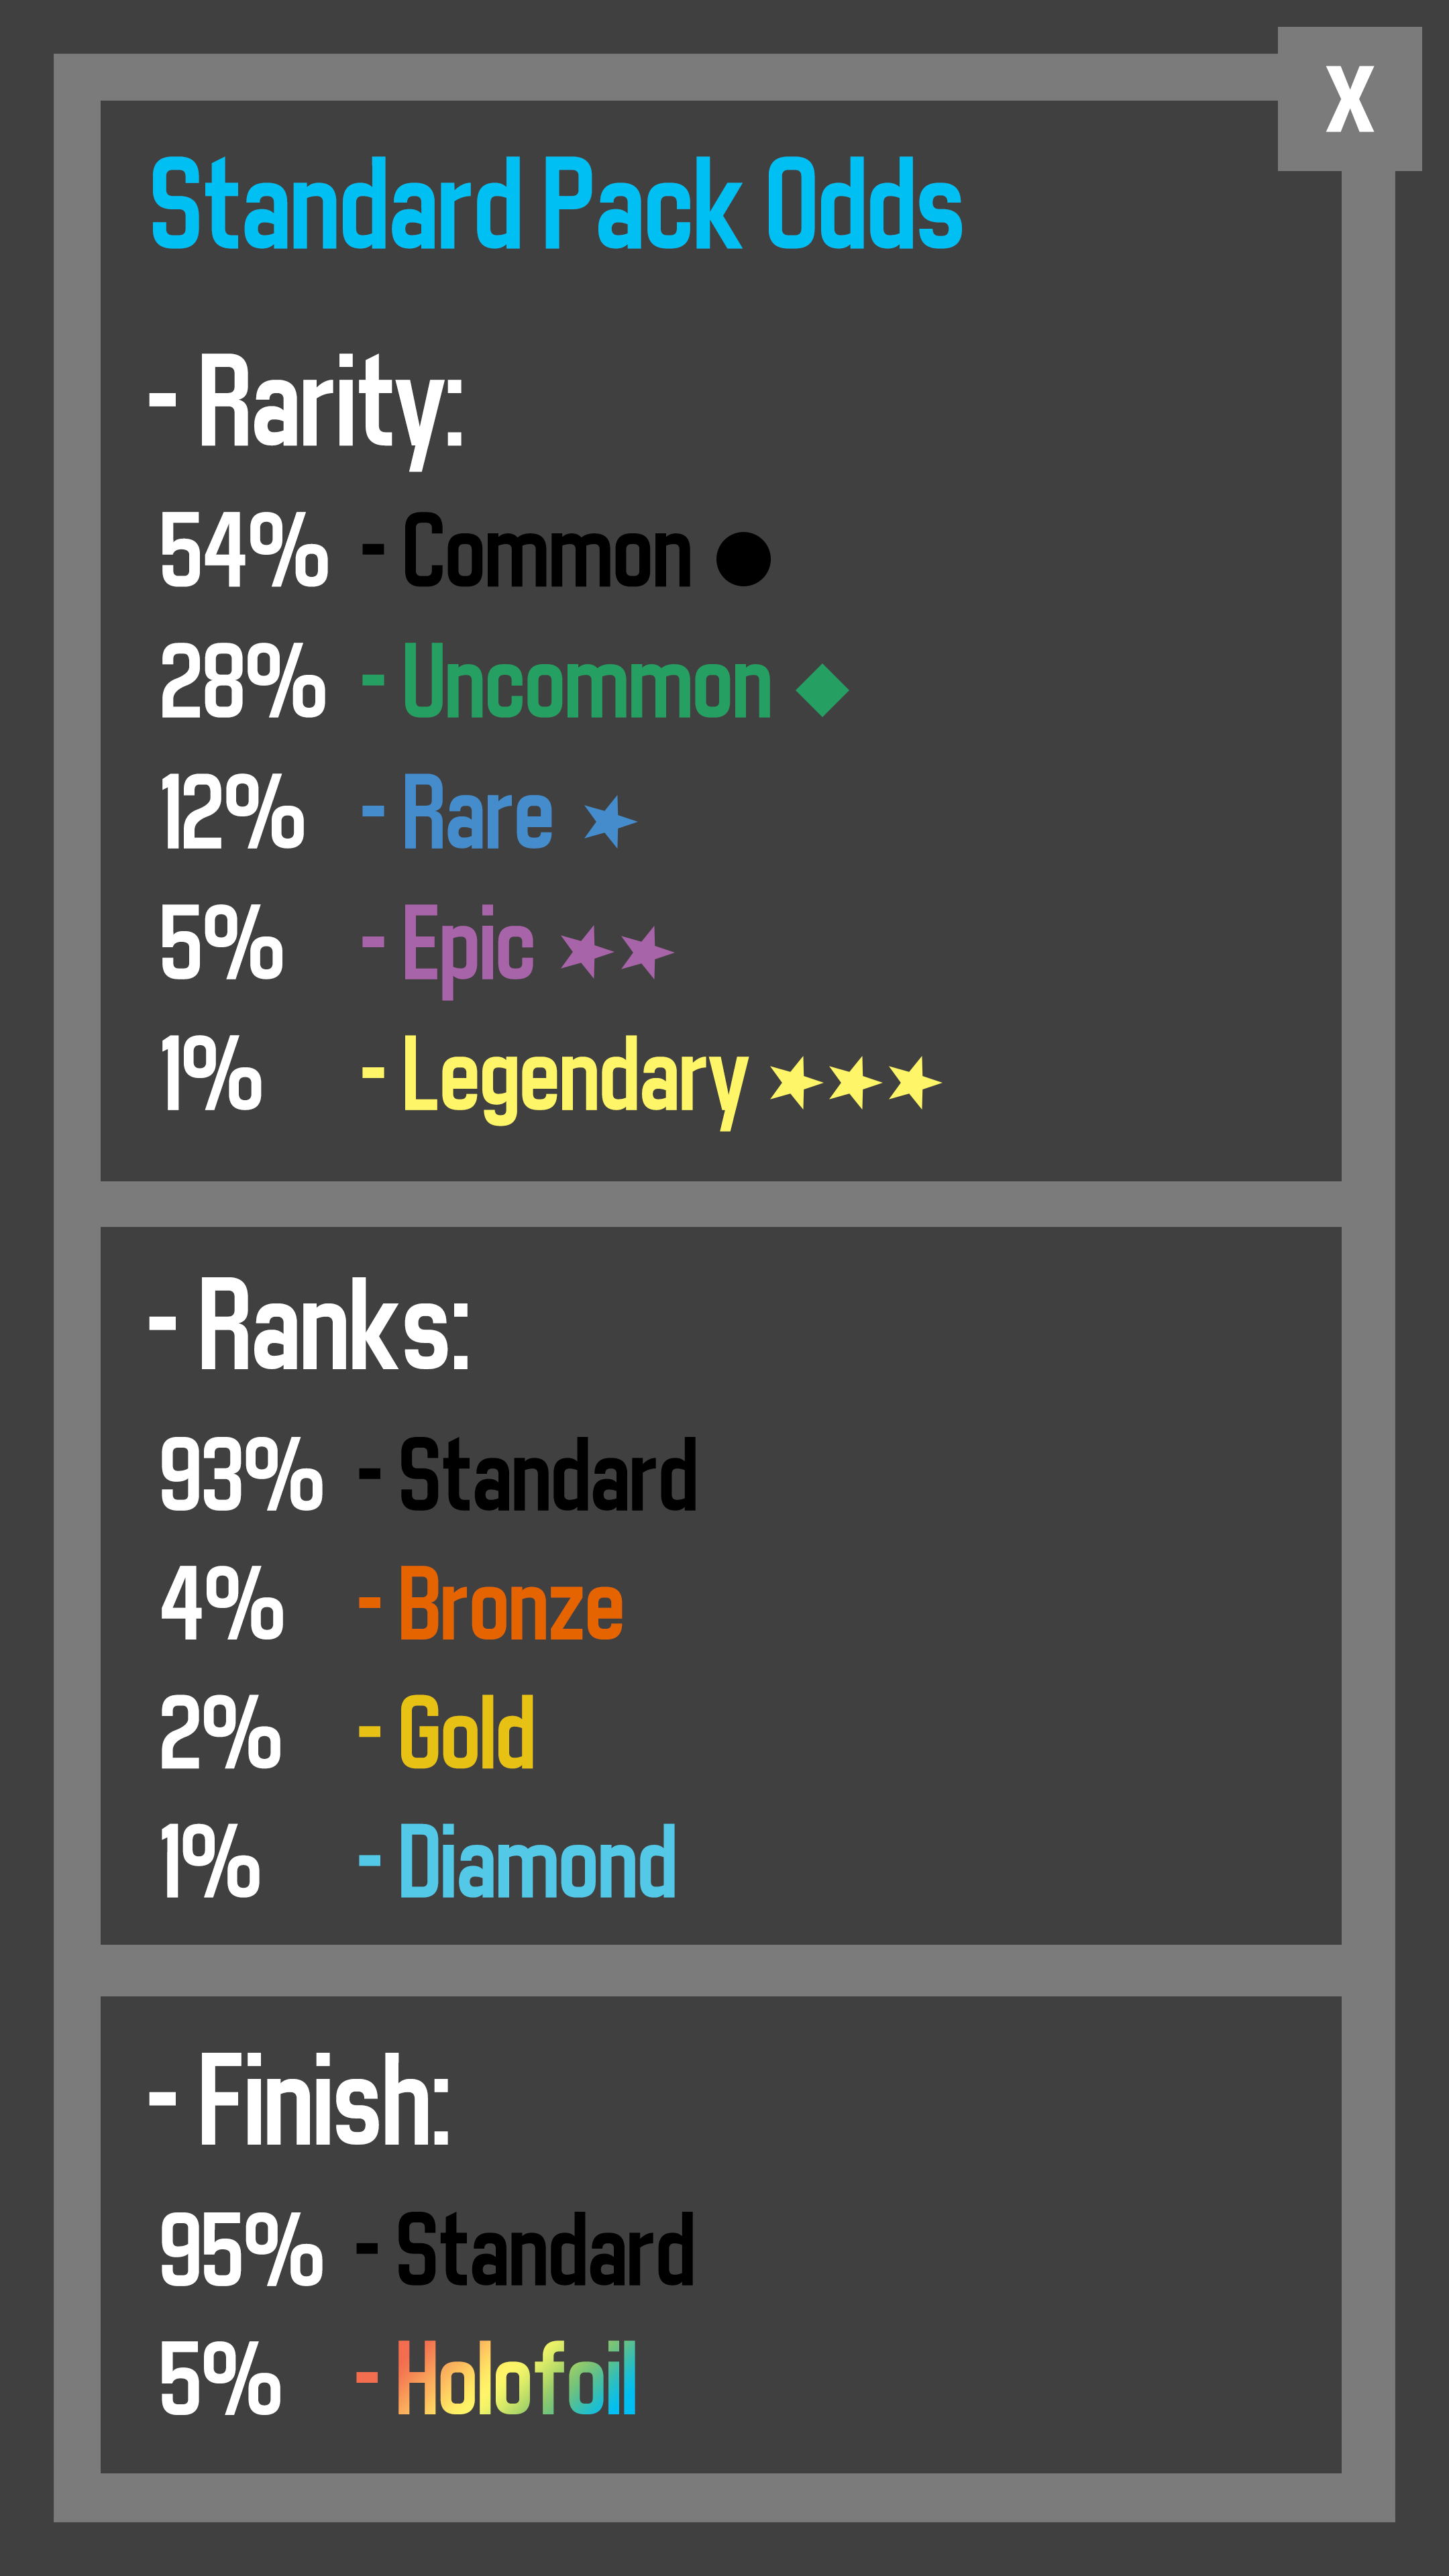 X
Standard Pack Odds
- Rarity:
54% - Common ●
28% - Uncommon ◆
12% - Rare ★
5% - Epic ★★
1% - Legendary ★★★
- Ranks:
93% - Standard
4% - Bronze
2% - Gold
1% - Diamond
- Finish:
95% - Standard
5% - Holofoil